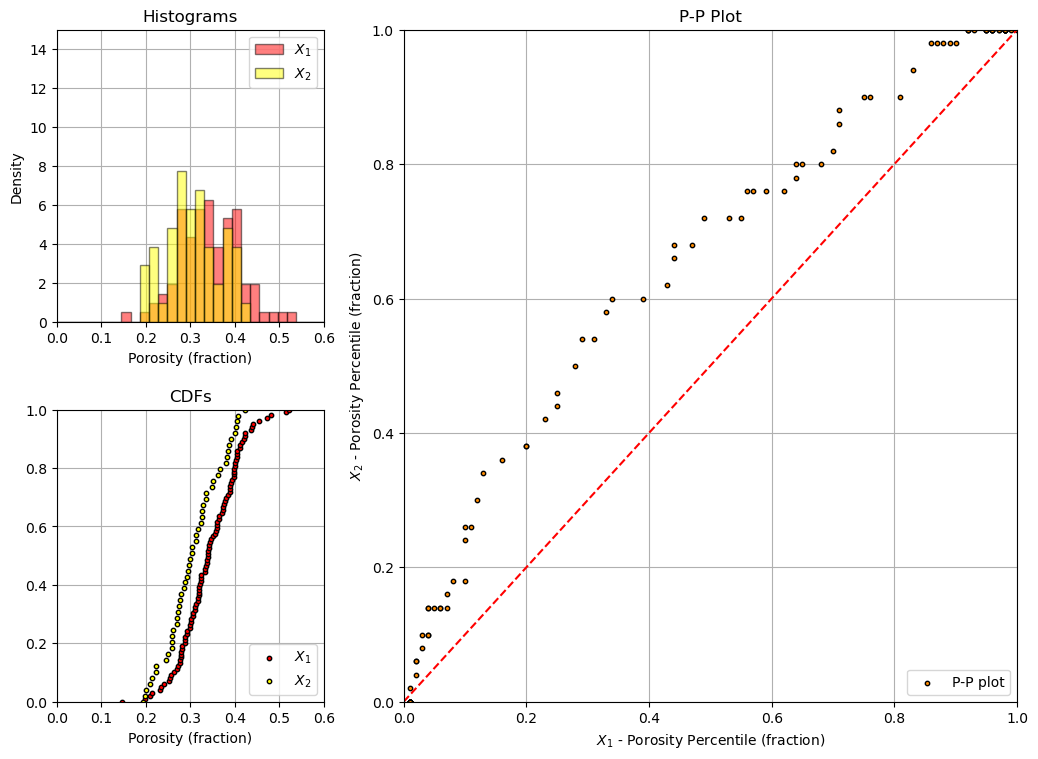 Histograms
14
12
10
8
6
4
2
0
Density
X₁
X₂
0.0 0.1 0.2 0.3 0.4 0.5 0.6
Porosity (fraction)
CDFs
1.0
0.8
0.6
0.4
0.2
0.0
X₁
X₂
0.0 0.1 0.2 0.3 0.4 0.5 0.6
Porosity (fraction)
P-P Plot
1.0
0.8
0.6
0.4
0.2
0.0
X₂ - Porosity Percentile (fraction)
P-P plot
0.0 0.2 0.4 0.6 0.8 1.0
X₁ - Porosity Percentile (fraction)